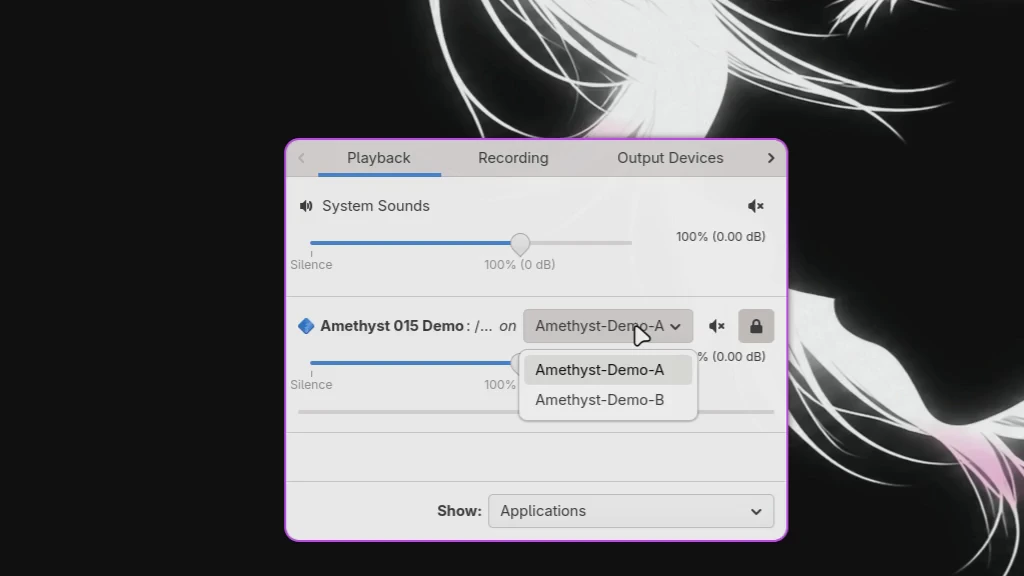 Playback Recording Output Devices
System Sounds
100% (0.00 dB)
Silence 100% (0 dB)
Amethyst 015 Demo : /... on Amethyst-Demo-A
% (0.00 dB)
Silence 100%
Amethyst-Demo-A
Amethyst-Demo-B
Show: Applications